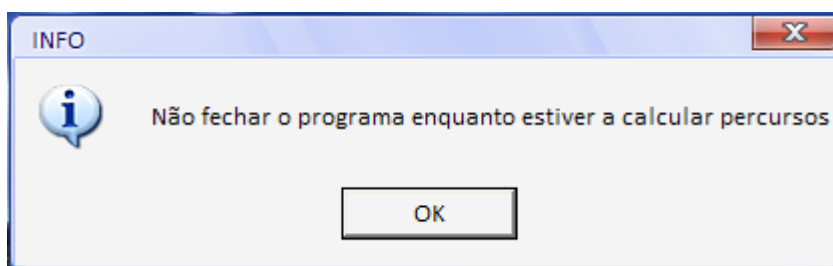 INFO
Não fechar o programa enquanto estiver a calcular percursos
OK